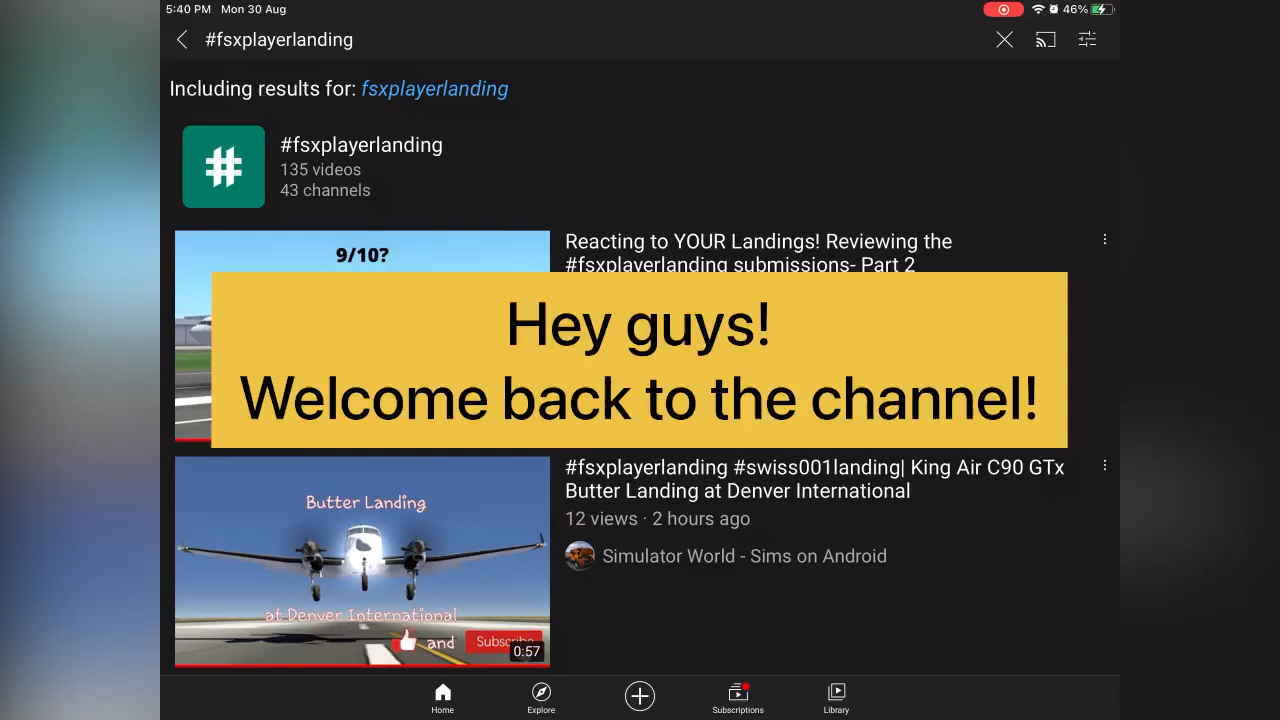 5:40 PM Mon 30 Aug
46%
#fsxplayerlanding
Including results for: fsxplayerlanding
#fsxplayerlanding
135 videos
43 channels
9/10?
Reacting to YOUR Landings! Reviewing the
#fsxplayerlanding submissions- Part 2
Hey guys!
Welcome back to the channel!
Butter Landing
at Denver International
and Subscribe
0:57
#fsxplayerlanding #swiss001landing| King Air C90 GTx
Butter Landing at Denver International
12 views · 2 hours ago
Simulator World - Sims on Android
Home
Explore
Subscriptions
Library